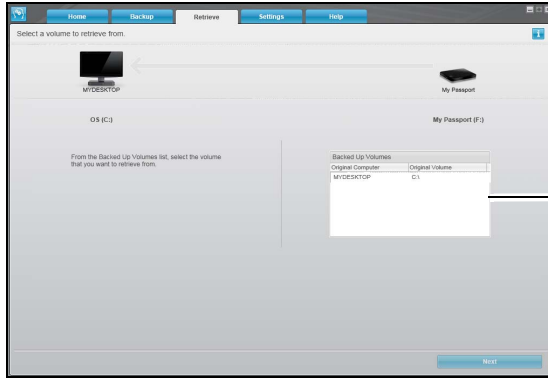 Home Backup Retrieve Settings Help
Select a volume to retrieve from.
MYDESKTOP My Passport
OS (C:) My Passport (F:)
From the Backed Up Volumes list, select the volume
that you want to retrieve from.
Backed Up Volumes
Original Computer Original Volume
MYDESKTOP C:\
Next